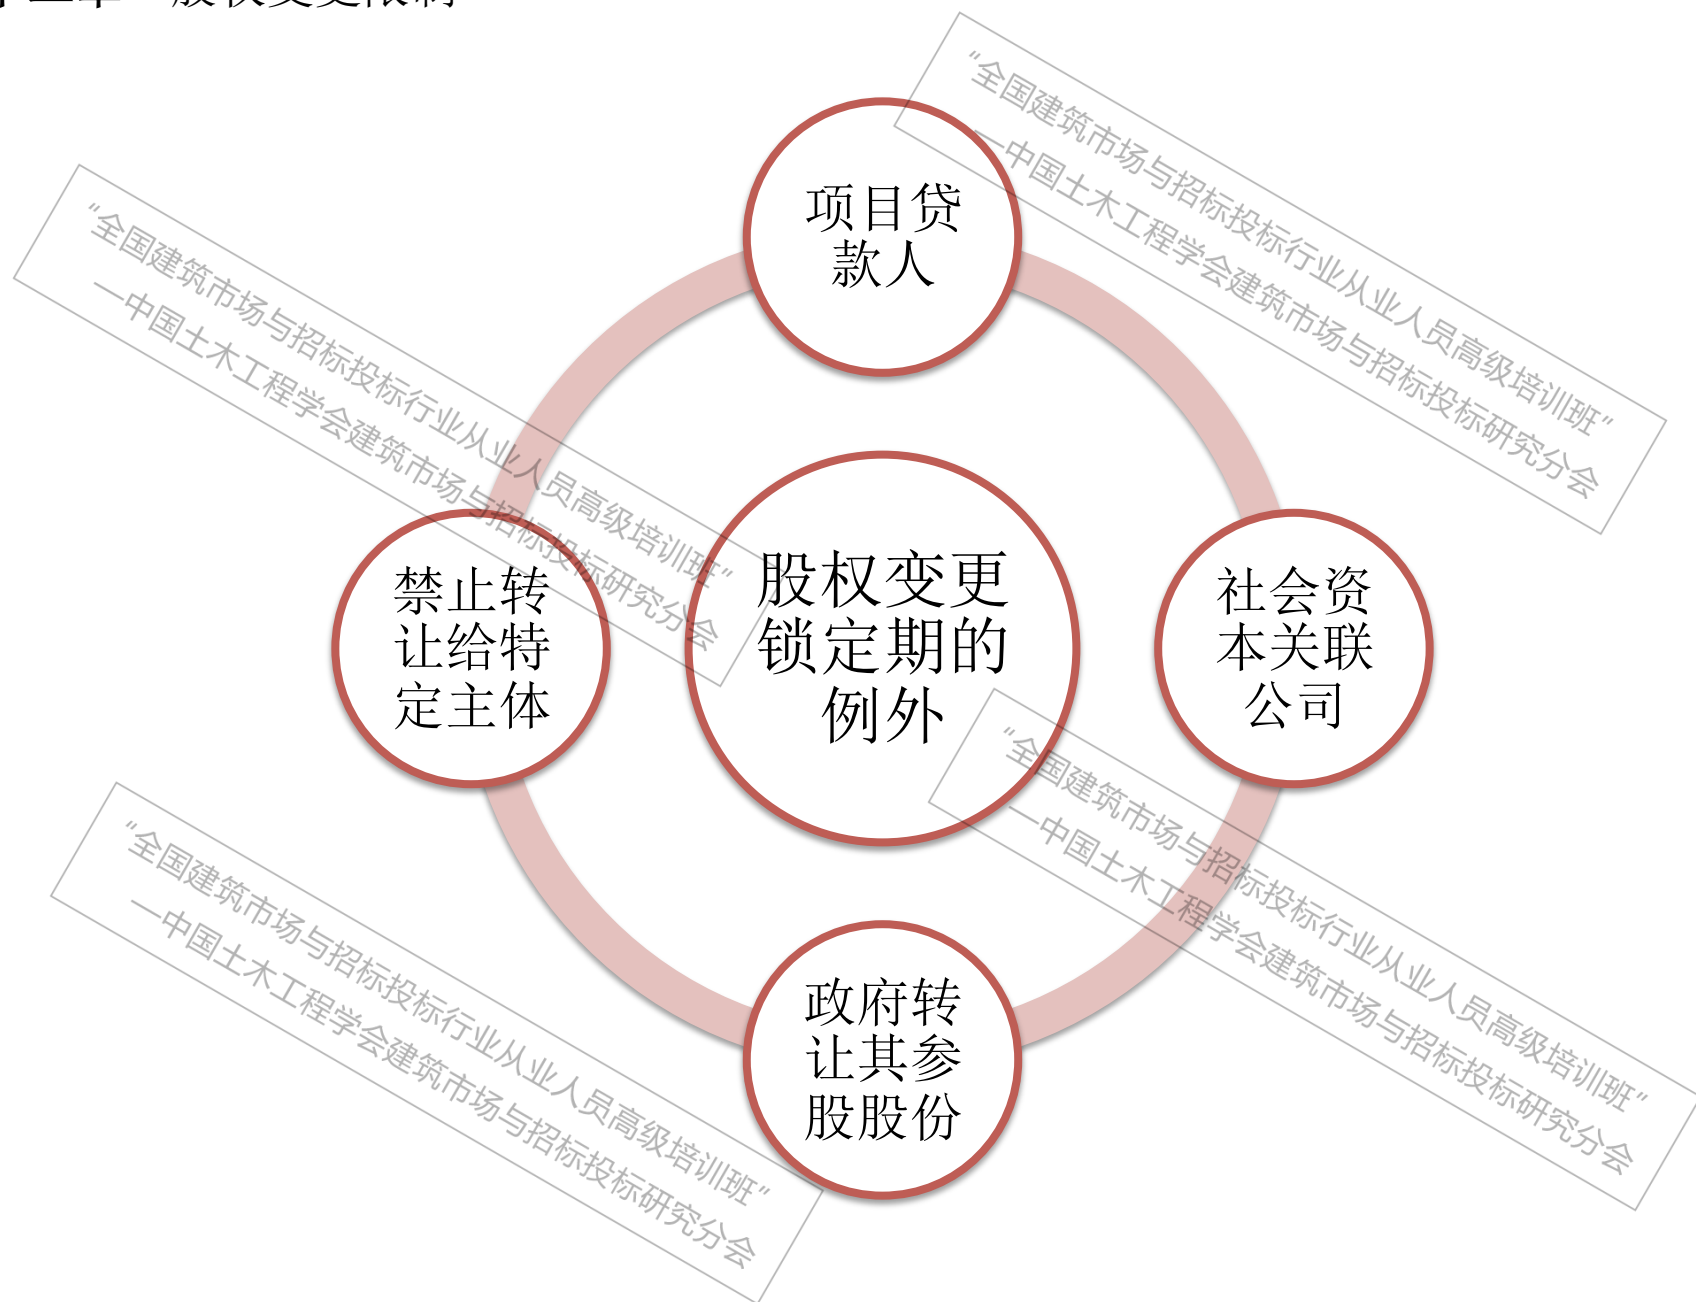 股权变更限制
项目贷
款人
禁止转
让给特
定主体
股权变更
锁定期的
例外
社会资
本关联
公司
政府转
让其参
股股份
“全国建筑市场与招标投标行业从业人员高级培训班”
—中国土木工程学会建筑市场与招标投标研究分会
“全国建筑市场与招标投标行业从业人员高级培训班”
—中国土木工程学会建筑市场与招标投标研究分会
“全国建筑市场与招标投标行业从业人员高级培训班”
—中国土木工程学会建筑市场与招标投标研究分会
“全国建筑市场与招标投标行业从业人员高级培训班”
—中国土木工程学会建筑市场与招标投标研究分会